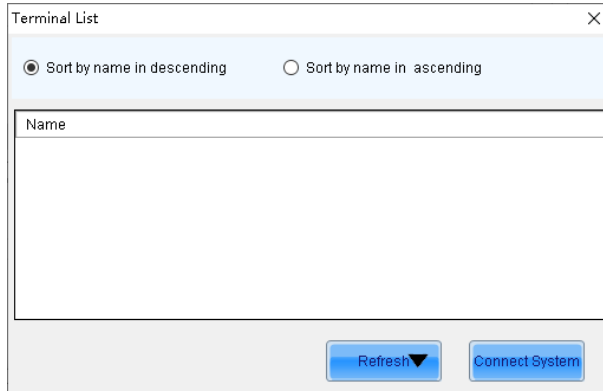 Terminal List
Sort by name in descending Sort by name in ascending
Name
Refresh Connect System